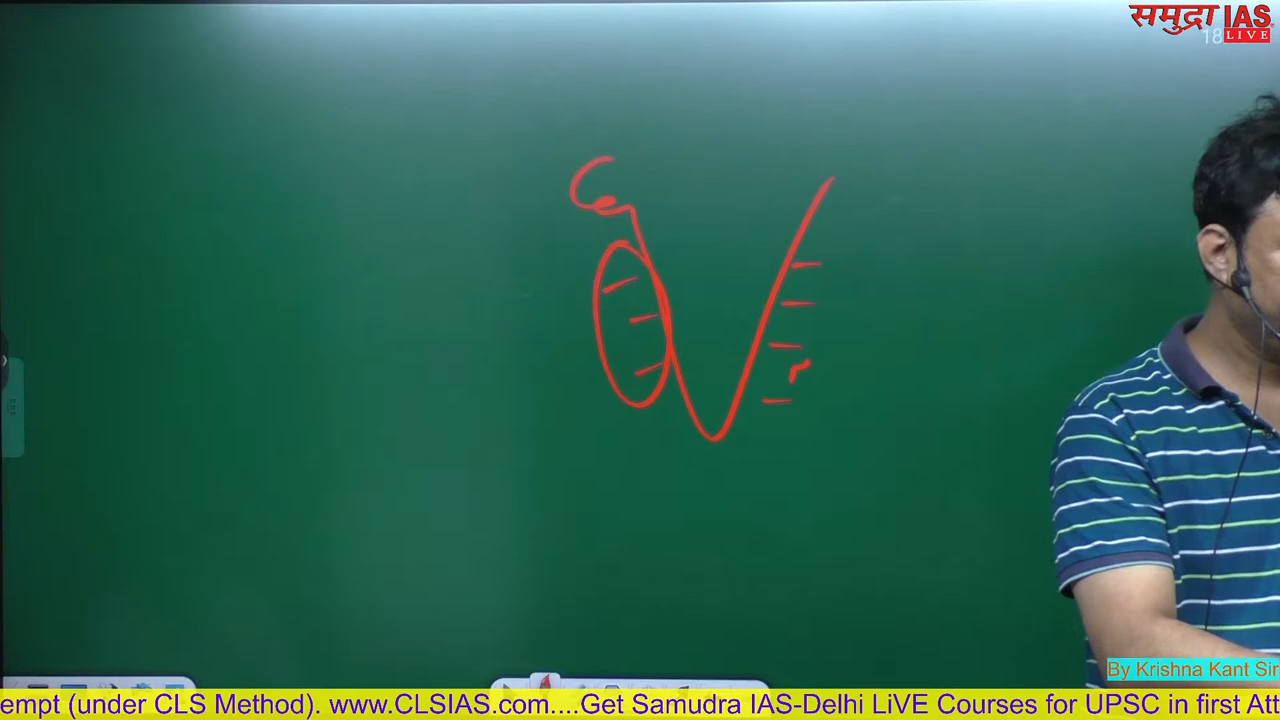 समुद्रा IAS
LIVE
18
By Krishna Kant Sir
empt (under CLS Method). www.CLSIAS.com....Get Samudra IAS-Delhi LiVE Courses for UPSC in first Att